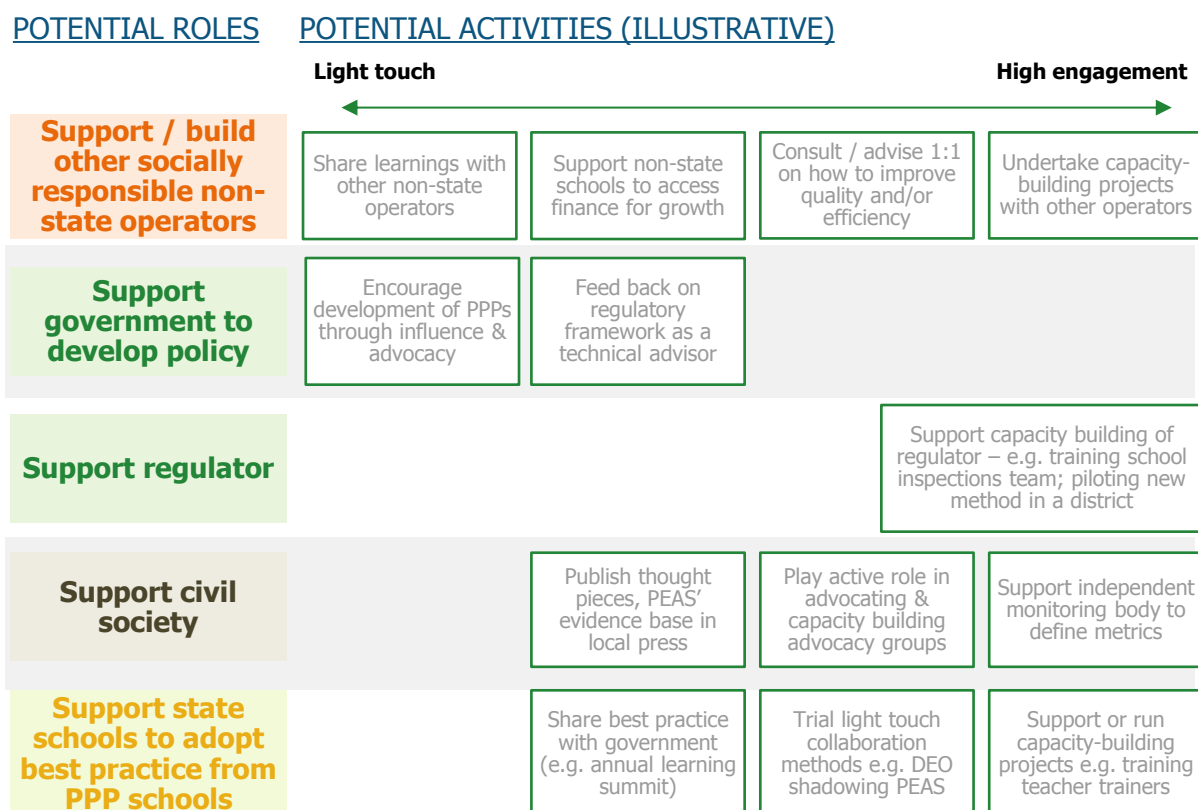 POTENTIAL ROLES
POTENTIAL ACTIVITIES (ILLUSTRATIVE)
Light touch
High engagement
Support / build
other socially
responsible non-
state operators
Share learnings with
other non-state
operators
Support non-state
schools to access
finance for growth
Consult / advise 1:1
on how to improve
quality and/or
efficiency
Undertake capacity-
building projects
with other operators
Support
government to
develop policy
Encourage
development of PPPs
through influence &
advocacy
Feed back on
regulatory
framework as a
technical advisor
Support regulator
Support capacity building of
regulator – e.g. training school
inspections team; piloting new
method in a district
Support civil
society
Publish thought
pieces, PEAS’
evidence base in
local press
Play active role in
advocating &
capacity building
advocacy groups
Support independent
monitoring body to
define metrics
Support state
schools to adopt
best practice from
PPP schools
Share best practice
with government
(e.g. annual learning
summit)
Trial light touch
collaboration
methods e.g. DEO
shadowing PEAS
Support or run
capacity-building
projects e.g. training
teacher trainers